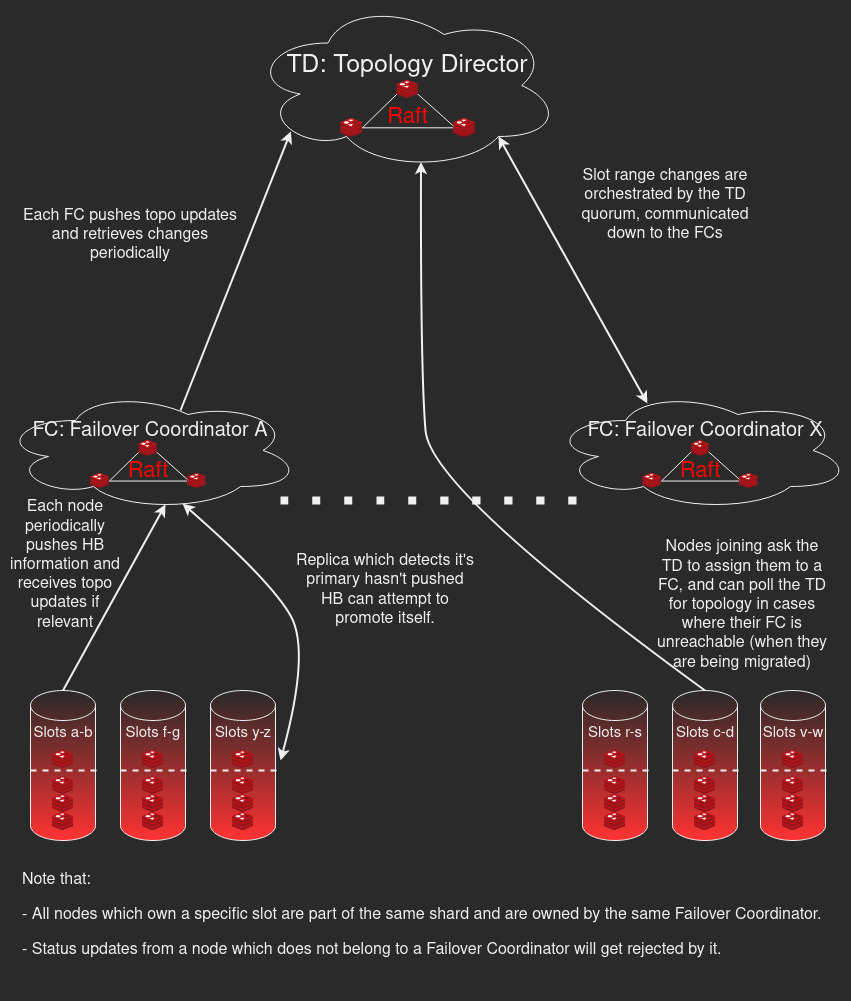 TD: Topology Director
Raft
Slot range changes are
orchestrated by the TD
quorum, communicated
down to the FCs
Each FC pushes topo updates
and retrieves changes
periodically
FC: Failover Coordinator A
Raft
FC: Failover Coordinator X
Raft
Each node
periodically
pushes HB
information and
receives topo
updates if
relevant
Replica which detects it's
primary hasn't pushed
HB can attempt to
promote itself.
Nodes joining ask the
TD to assign them to a
FC, and can poll the TD
for topology in cases
where their FC is
unreachable (when they
are being migrated)
Slots a-b
Slots f-g
Slots y-z
Slots r-s
Slots c-d
Slots v-w
Note that:
- All nodes which own a specific slot are part of the same shard and are owned by the same Failover Coordinator.
- Status updates from a node which does not belong to a Failover Coordinator will get rejected by it.